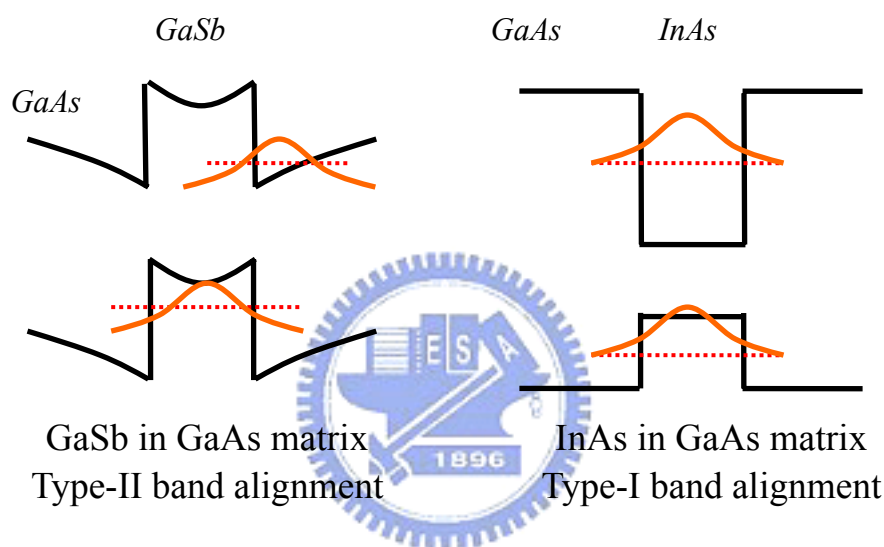 GaSb
GaAs
GaAs
InAs
E S A
1896
GaSb in GaAs matrix
Type-II band alignment
InAs in GaAs matrix
Type-I band alignment